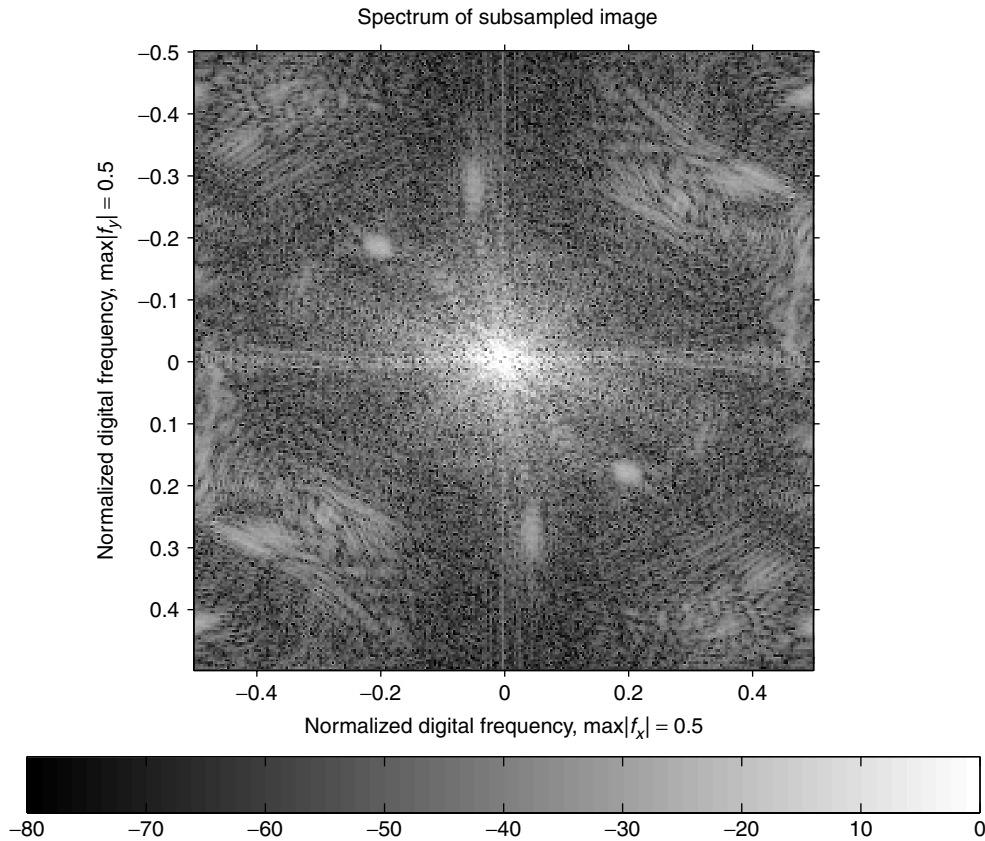 Spectrum of subsampled image
Normalized digital frequency, max|f_y| = 0.5
−0.5
−0.4
−0.3
−0.2
−0.1
0
0.1
0.2
0.3
0.4
−0.4 −0.2 0 0.2 0.4
Normalized digital frequency, max|f_x| = 0.5
−80 −70 −60 −50 −40 −30 −20 10 0